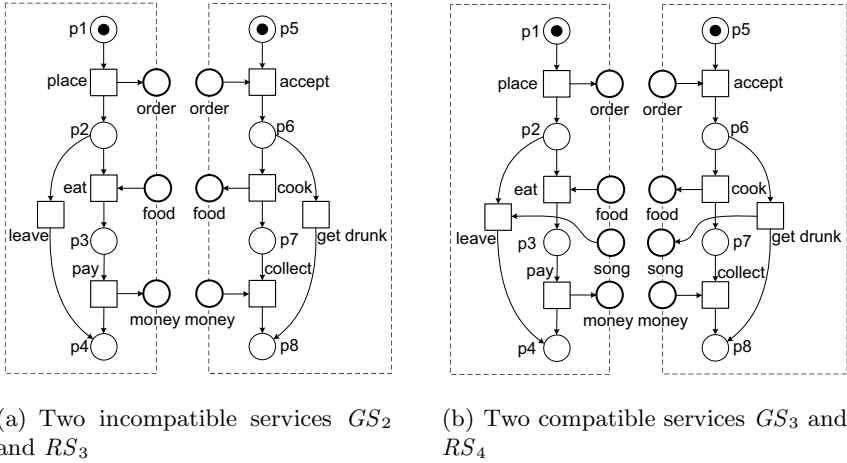 p1
p5
place
accept
order
order
p2
p6
eat
cook
food
food
leave
p3
p7
get drunk
pay
collect
money
money
p4
p8
p1
p5
place
accept
order
order
p2
p6
eat
cook
food
food
leave
p3
p7
get drunk
song
song
pay
collect
money
money
p4
p8
(a) Two incompatible services GS2
and RS3
(b) Two compatible services GS3 and
RS4